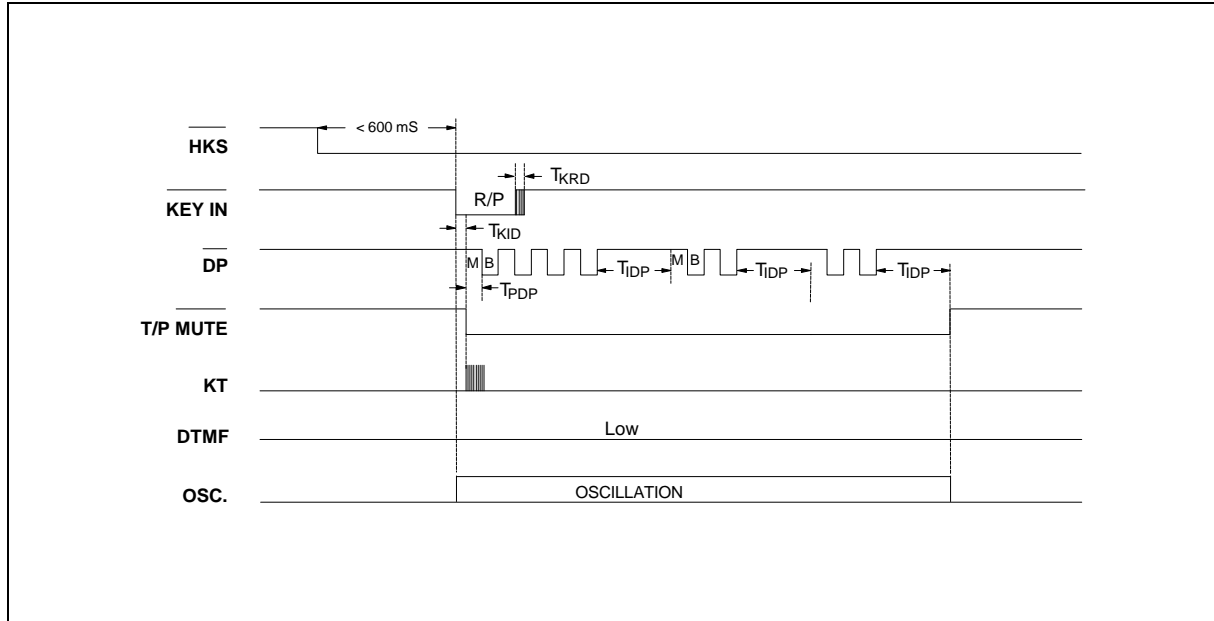 < 600 mS
HKS
TKRD
R/P
KEY IN
TKID
DP
M B
TIDP
M B
TIDP
TIDP
TPDP
T/P MUTE
KT
DTMF
Low
OSC.
OSCILLATION